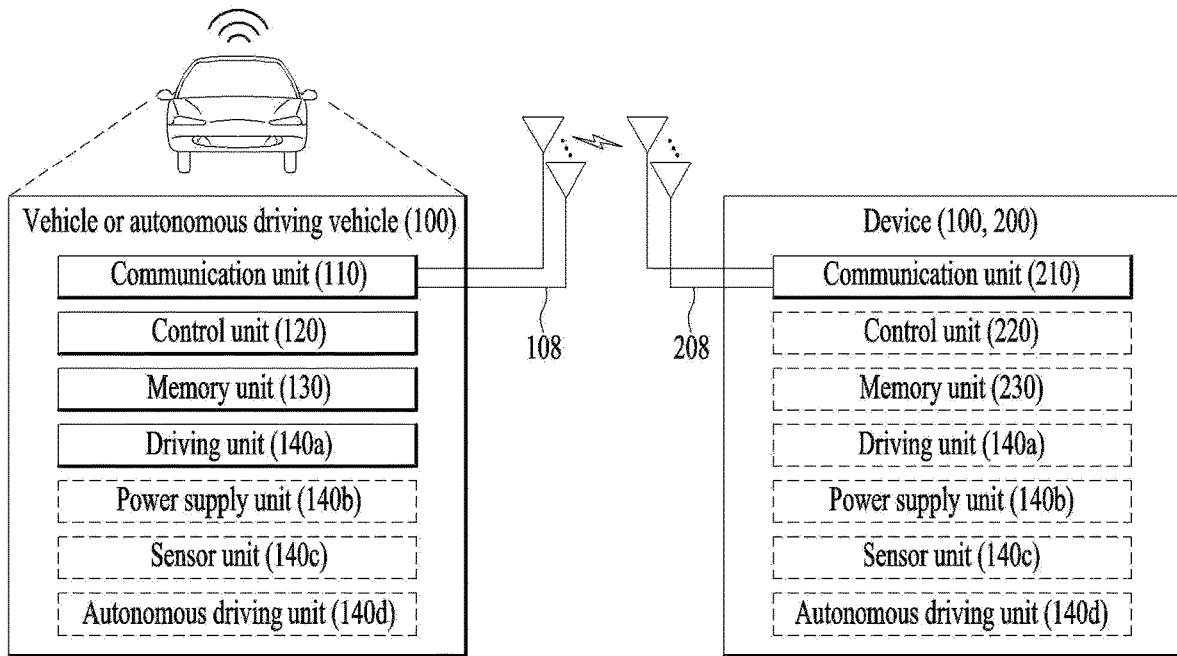 Vehicle or autonomous driving vehicle (100)
Communication unit (110)
Control unit (120)
Memory unit (130)
Driving unit (140a)
Power supply unit (140b)
Sensor unit (140c)
Autonomous driving unit (140d)
108
208
Device (100, 200)
Communication unit (210)
Control unit (220)
Memory unit (230)
Driving unit (140a)
Power supply unit (140b)
Sensor unit (140c)
Autonomous driving unit (140d)